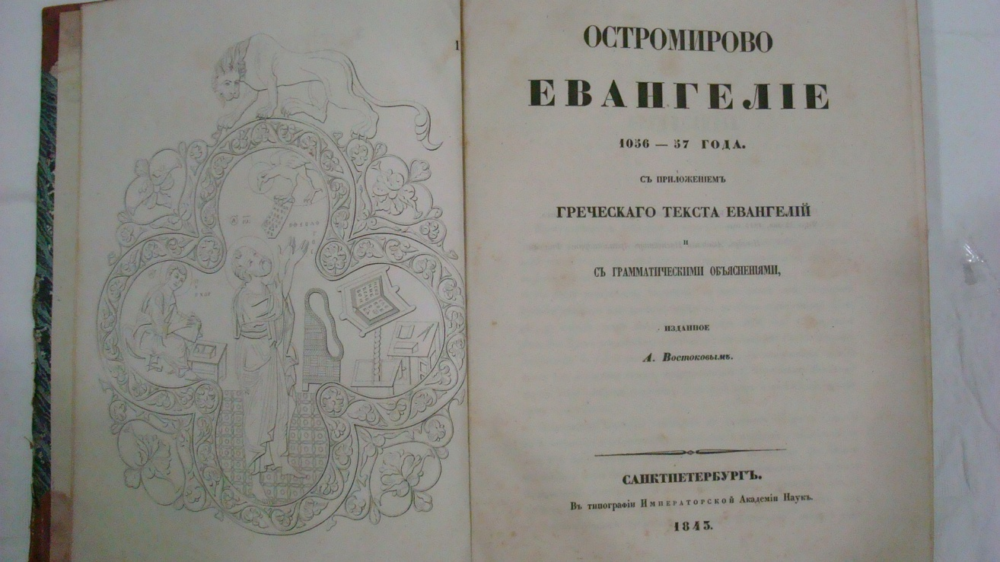 1
ОСТРОМИРОВО
ЕВАНГЕЛІЕ
1056 — 57 ГОДА.
СЪ ПРИЛОЖЕНІЕМЪ
ГРЕЧЕСКАГО ТЕКСТА ЕВАНГЕЛІЙ
И
СЪ ГРАММАТИЧЕСКИМИ ОБЪЯСНЕНІЯМИ,
ИЗДАННОЕ
А. Востоковымъ.
САНКТПЕТЕРБУРГЪ.
Въ типографіи Императорской Академіи Наукъ.
1843.